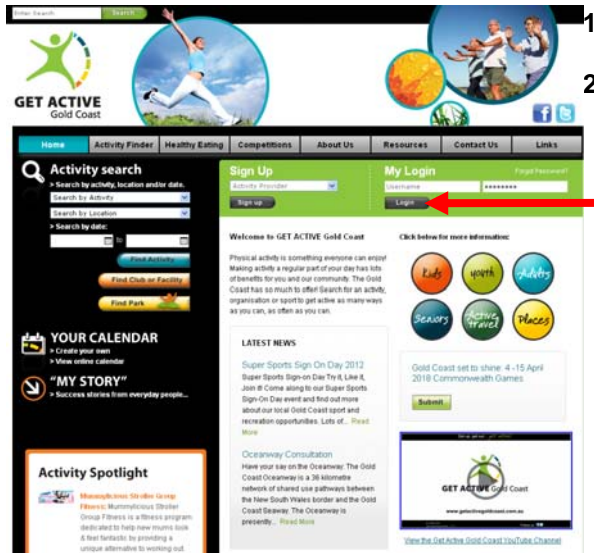 Enter Search
Search
GET ACTIVE
Gold Coast
1
2
Home
Activity Finder
Healthy Eating
Competitions
About Us
Resources
Contact Us
Links
Activity search
> Search by activity, location and/or date.
Search by Activity
Search by Location
> Search by date:
to
Find Activity
Find Club or Facility
Find Park
YOUR CALENDAR
> Create your own
> View online calendar
"MY STORY"
> Success stories from everyday people...
Activity Spotlight
Mummylicious Stroller Group
Fitness: Mummylicious Stroller
Group Fitness is a fitness program
dedicated to help new mums look
& feel fantastic by providing a
unique alternative to working out
Sign Up
Activity Provider
Sign up
My Login
Forgot Password?
Username
********
Login
Welcome to GET ACTIVE Gold Coast
Physical activity is something everyone can enjoy!
Making activity a regular part of your day has lots
of benefits for you and our community. The Gold
Coast has so much to offer! Search for an activity,
organisation or sport to get active as many ways
as you can, as often as you can.
LATEST NEWS
Super Sports Sign On Day 2012
Super Sports Sign-on Day Try it, Like it,
Join it! Come along to our Super Sports
Sign-On Day event and find out more
about our local Gold Coast sport and
recreation opportunities. Lots of... Read
More
Oceanway Consultation
Have your say on the Oceanway. The Gold
Coast Oceanway is a 36 kilometre
network of shared use pathways between
the New South Wales border and the Gold
Coast Seaway. The Oceanway is
presently... Read More
Click below for more information:
Kids
youth
Adults
Seniors
Active travel
Places
Gold Coast set to shine 4 -15 April
2018 Commonwealth Games
Submit
GET ACTIVE Gold Coast
www.getactivegoldcoast.com.au
View the Get Active Gold Coast YouTube Channel